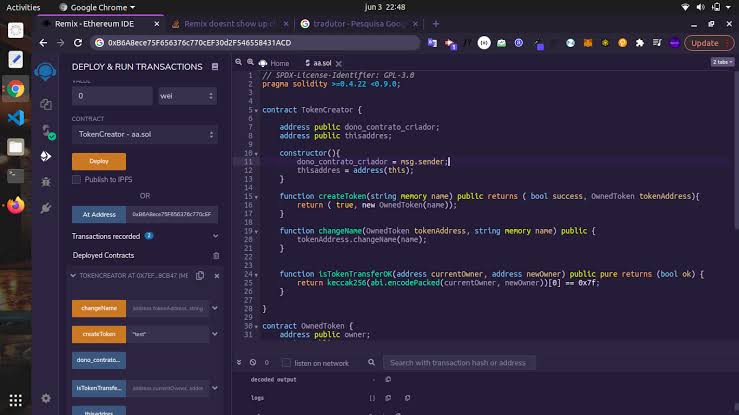 Activities
Google Chrome
jun 3 22:48
Remix - Ethereum IDE
Remix doesnt show up c
tradutor - Pesquisa Goo
0xB6A8ece75F656376c770cEF30d2F546558431ACD
Update
2 tabs
DEPLOY & RUN TRANSACTIONS
VALUE
0
wei
CONTRACT
TokenCreator - aa.sol
Deploy
Publish to IPFS
OR
At Address
0xB6A8ece75F656376c770cEF
Transactions recorded 2
Deployed Contracts
TOKENCREATOR AT 0X7EF...8CB47 (ME
changeName
address tokenAddress, string
createToken
"test"
dono_contrato...
isTokenTransfe...
address currentOwner, addre
thisaddres
Home
aa.sol
1 // SPDX-License-Identifier: GPL-3.0
2 pragma solidity >=0.4.22 <0.9.0;
3
4
5 contract TokenCreator {
6
7 address public dono_contrato_criador;
8 address public thisaddres;
9
10 constructor(){
11 dono_contrato_criador = msg.sender;
12 thisaddres = address(this);
13 }
14
15 function createToken(string memory name) public returns ( bool success, OwnedToken tokenAddress){
16 return ( true, new OwnedToken(name));
17 }
18
19 function changeName(OwnedToken tokenAddress, string memory name) public {
20 tokenAddress.changeName(name);
21 }
22
23
24 function isTokenTransferOK(address currentOwner, address newOwner) public pure returns (bool ok) {
25 return keccak256(abi.encodePacked(currentOwner, newOwner))[0] == 0x7f;
26 }
27
28 }
29
30 contract OwnedToken {
31 address public owner;
0
listen on network
Search with transaction hash or address
decoded output
-
logs
[]